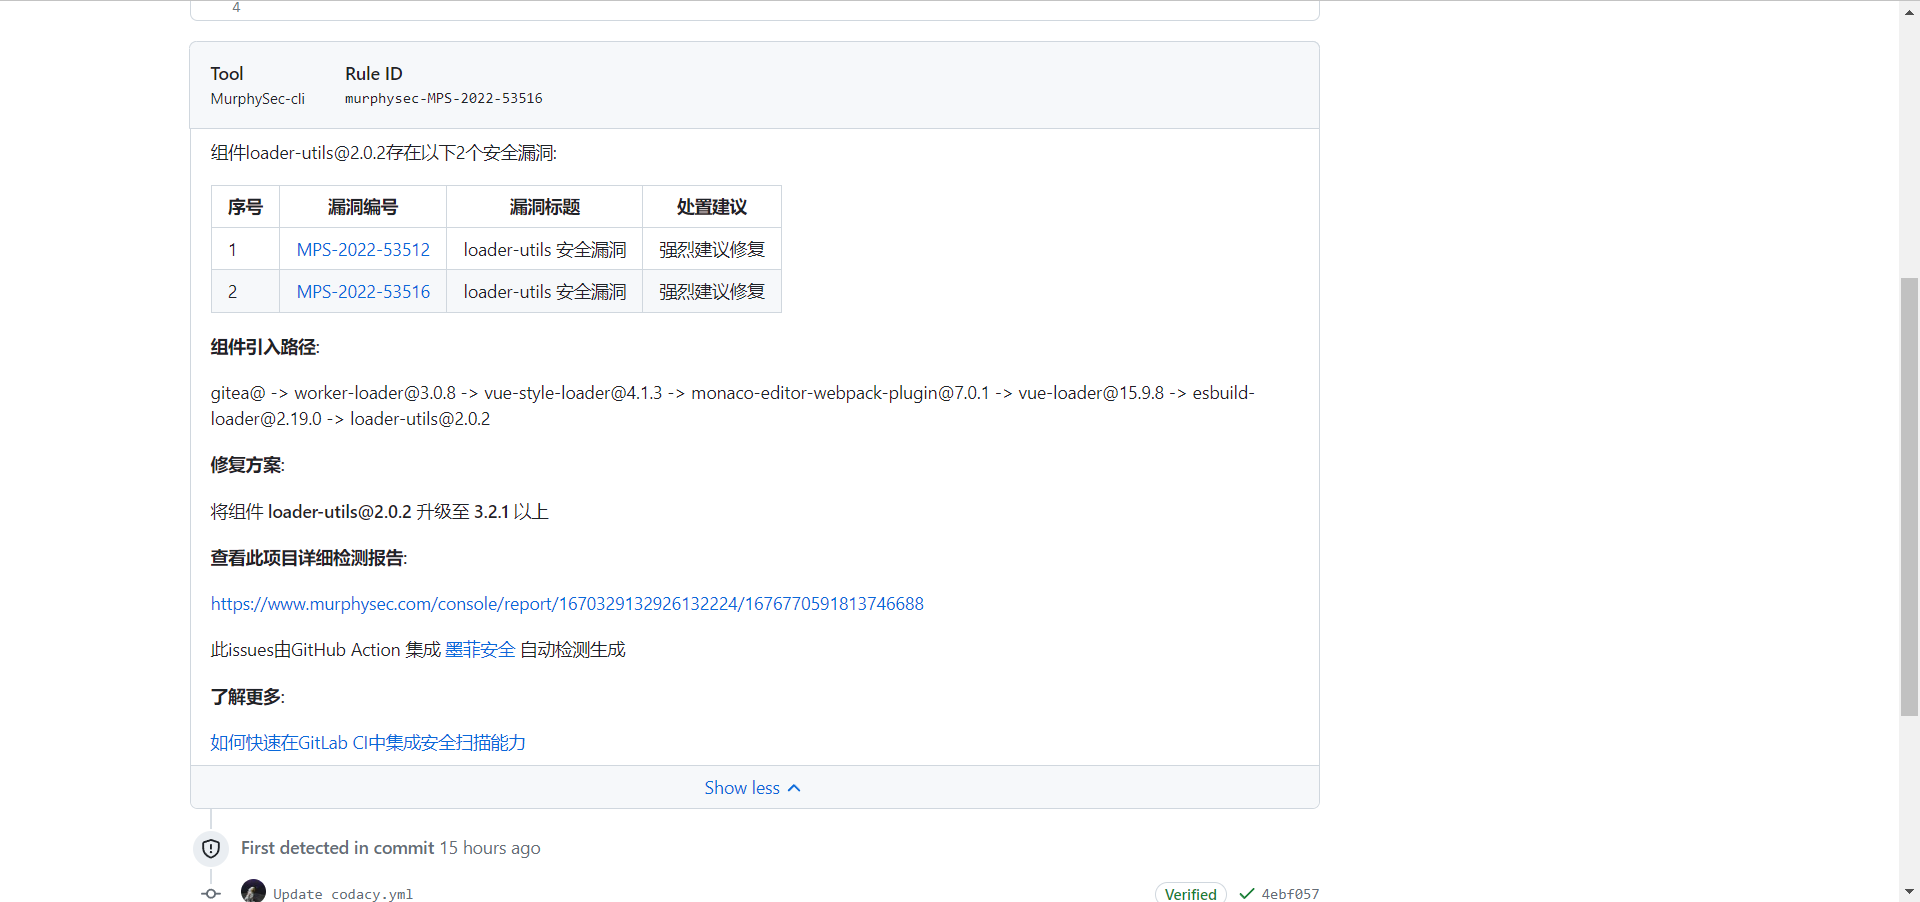 4
Tool Rule ID
MurphySec-cli murphysec-MPS-2022-53516
组件loader-utils@2.0.2存在以下2个安全漏洞:
序号 漏洞编号 漏洞标题 处置建议
1 MPS-2022-53512 loader-utils 安全漏洞 强烈建议修复
2 MPS-2022-53516 loader-utils 安全漏洞 强烈建议修复
组件引入路径:
gitea@ -> worker-loader@3.0.8 -> vue-style-loader@4.1.3 -> monaco-editor-webpack-plugin@7.0.1 -> vue-loader@15.9.8 -> esbuild-
loader@2.19.0 -> loader-utils@2.0.2
修复方案:
将组件 loader-utils@2.0.2 升级至 3.2.1 以上
查看此项目详细检测报告:
https://www.murphysec.com/console/report/1670329132926132224/1676770591813746688
此issues由GitHub Action 集成 墨菲安全 自动检测生成
了解更多:
如何快速在GitLab CI中集成安全扫描能力
Show less
First detected in commit 15 hours ago
Update codacy.yml Verified 4ebf057